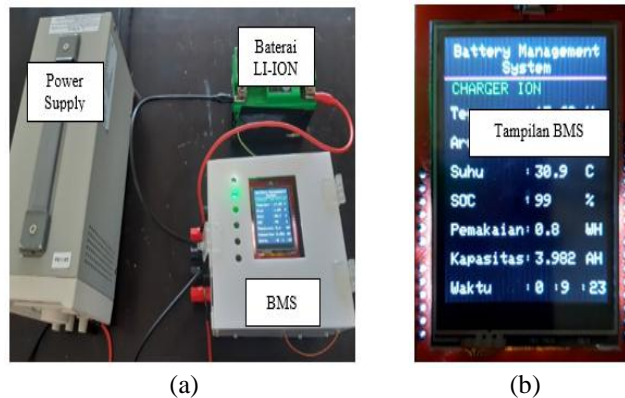 Power
Supply
Baterai
LI-ION
BMS
(a)
Battery Management
System
CHARGER ION
Te
Tampilan BMS
Suhu : 30.9 C
SOC : 99 %
Pemakaian: 0.8 WH
Kapasitas: 3.982 AH
Waktu : 0 :9 :23
(b)